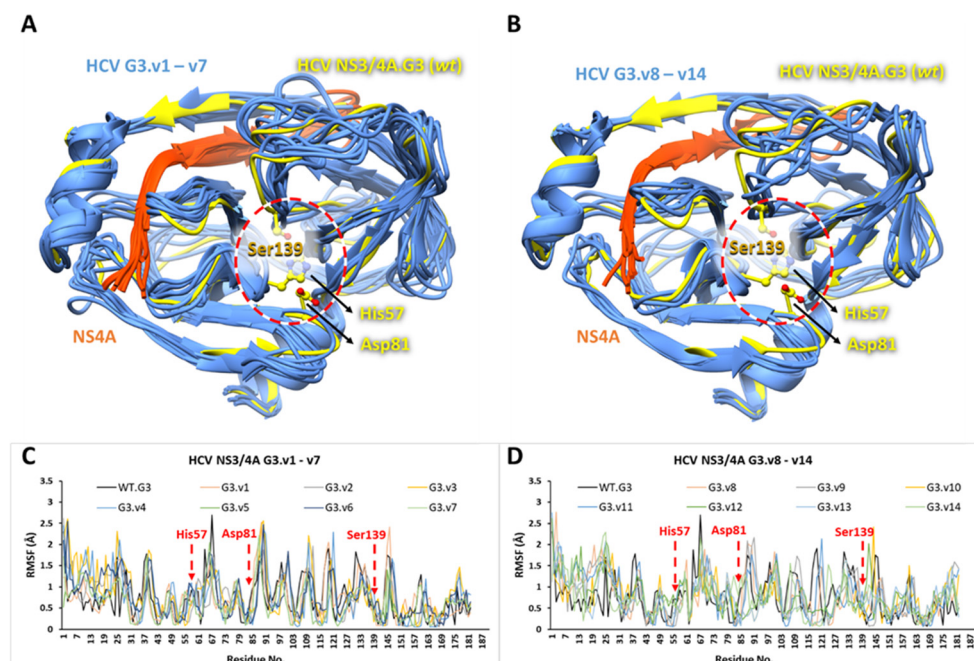 A
B
HCV G3.v1 – v7
HCV NS3/4A.G3 (wt)
HCV G3.v8 – v14
HCV NS3/4A.G3 (wt)
Ser139
Ser139
His57
His57
NS4A
Asp81
NS4A
Asp81
C
HCV NS3/4A G3.v1 - v7
WT.G3 G3.v1 G3.v2 G3.v3
G3.v4 G3.v5 G3.v6 G3.v7
His57 Asp81 Ser139
RMSF (Å)
3.5
3
2.5
2
1.5
1
0.5
0
1 7 13 19 25 31 37 43 49 55 61 67 73 79 85 91 97 103 109 115 121 127 133 139 145 151 157 163 169 175 181 187
Residue No
D
HCV NS3/4A G3.v8 - v14
WT.G3 G3.v8 G3.v9 G3.v10
G3.v11 G3.v12 G3.v13 G3.v14
His57 Asp81 Ser139
RMSF (Å)
3.5
3
2.5
2
1.5
1
0.5
0
1 7 13 19 25 31 37 43 49 55 61 67 73 79 85 91 97 103 109 115 121 127 133 139 145 151 157 163 169 175 181 187
Residue No